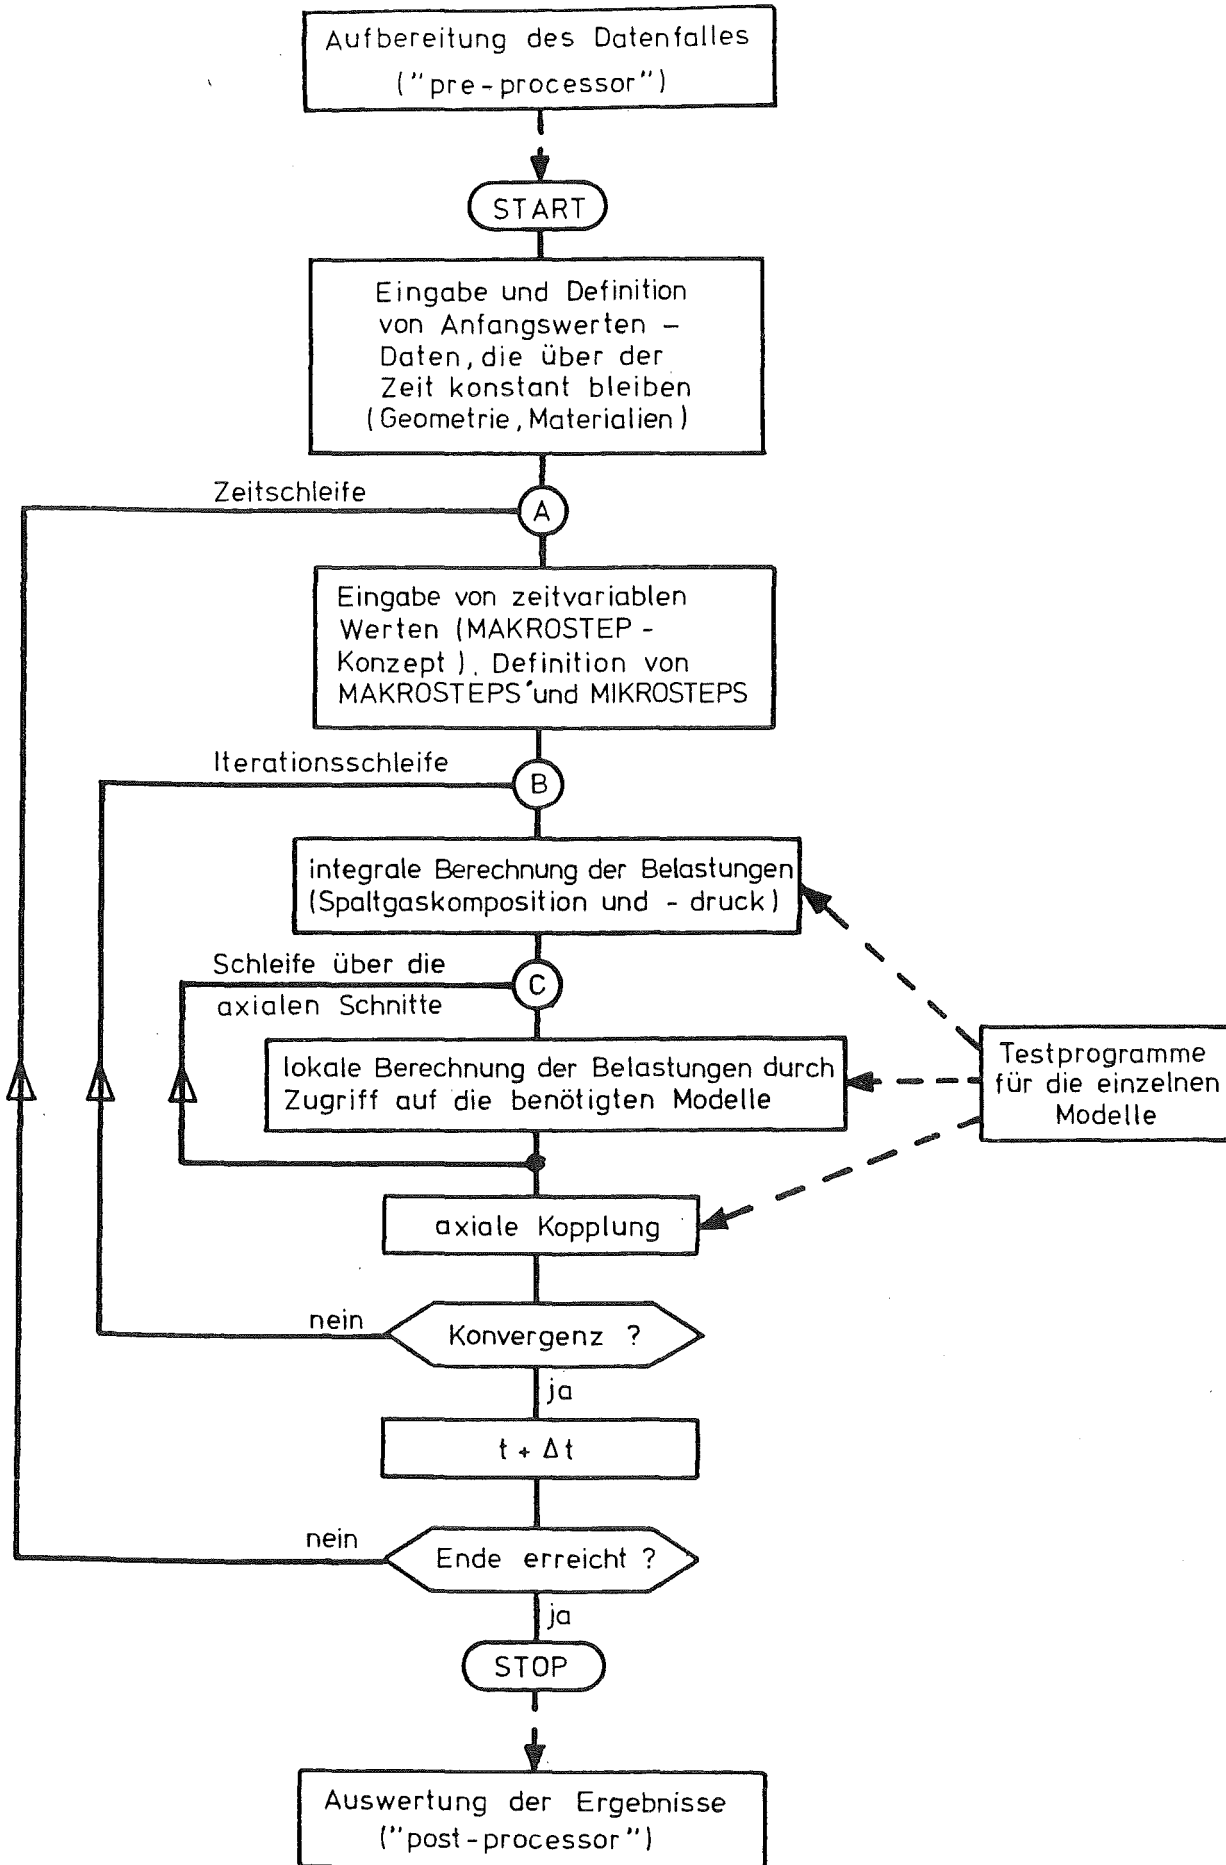 Aufbereitung des Datenfalles
("pre-processor")
START
Eingabe und Definition
von Anfangswerten –
Daten, die über der
Zeit konstant bleiben
(Geometrie, Materialien)
Zeitschleife
A
Eingabe von zeitvariablen
Werten (MAKROSTEP -
Konzept). Definition von
MAKROSTEPS und MIKROSTEPS
Iterationsschleife
B
integrale Berechnung der Belastungen
(Spaltgaskomposition und - druck)
Schleife über die
axialen Schnitte
C
lokale Berechnung der Belastungen durch
Zugriff auf die benötigten Modelle
Testprogramme
für die einzelnen
Modelle
axiale Kopplung
nein
Konvergenz ?
ja
t + Δt
nein
Ende erreicht ?
ja
STOP
Auswertung der Ergebnisse
("post-processor")